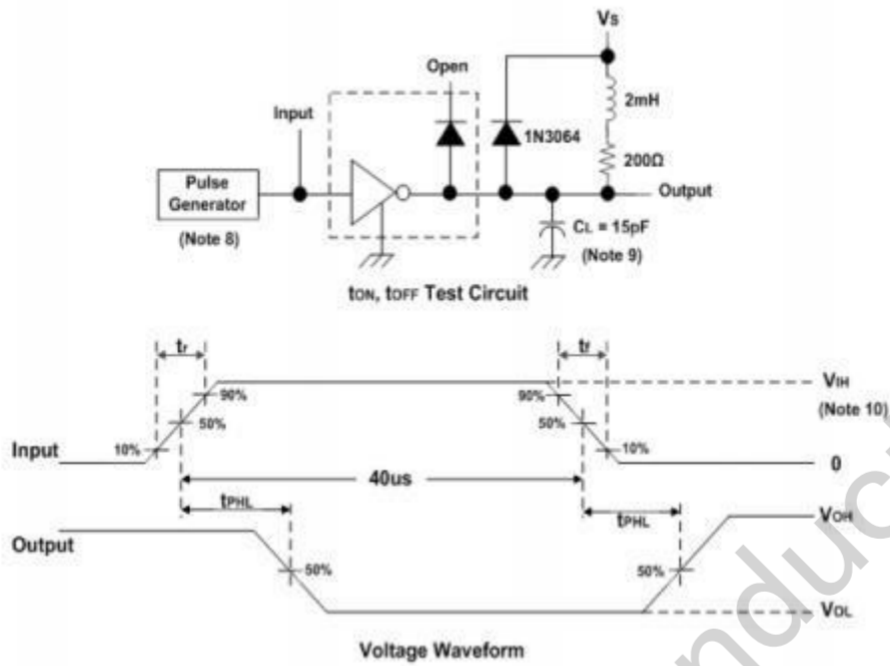 Vs
Open
2mH
Input
1N3064
200Ω
Pulse
Generator
Output
(Note 8)
CL = 15pF
(Note 9)
tON, tOFF Test Circuit
tr
tf
90%
90%
VIH
(Note 10)
50%
50%
Input
10%
10%
0
40us
tPHL
tPHL
VOH
Output
50%
50%
VOL
Voltage Waveform